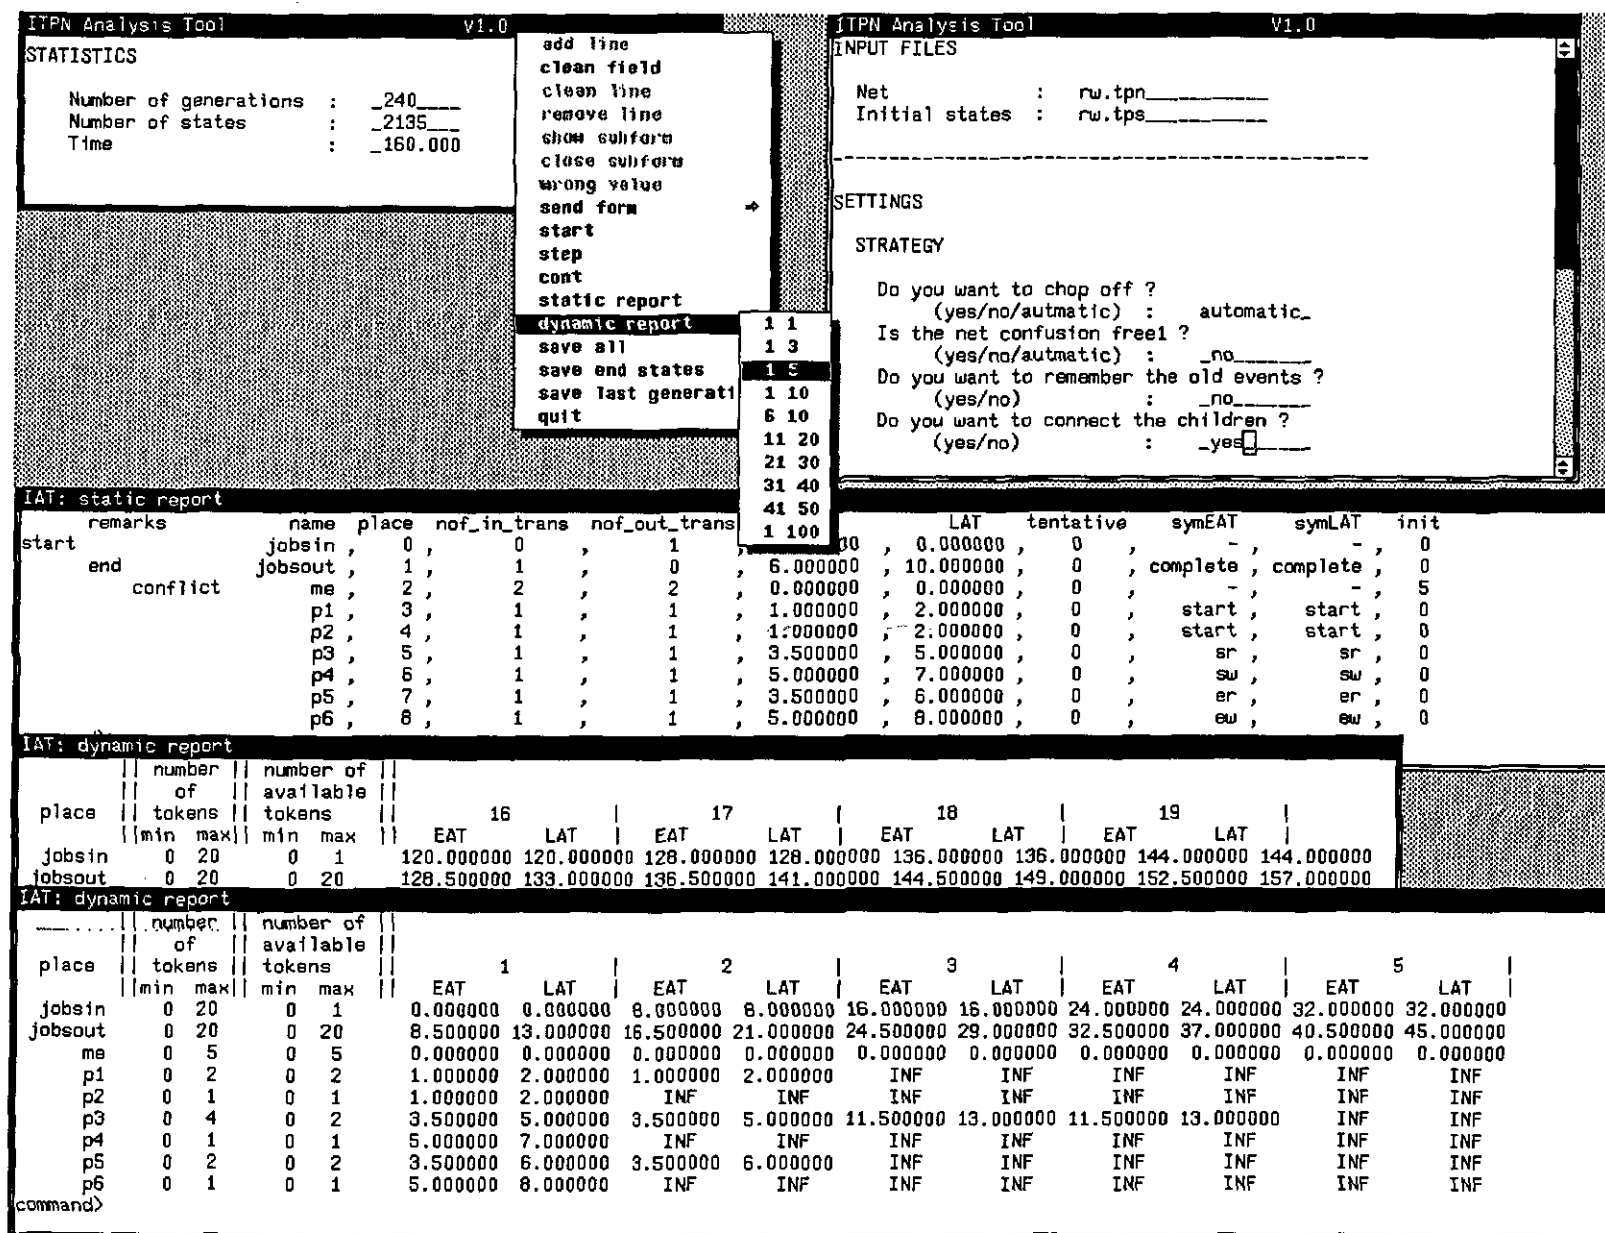 ITPN Analysis Tool V1.0
STATISTICS
Number of generations : _240____
Number of states : _2135___
Time : _160.000
add line
clean field
clean line
remove line
show subform
close subform
wrong value
send form ⇒
start
step
cont
static report
dynamic report
save all
save end states
save last generati
quit
1 1
1 3
1 5
1 10
6 10
11 20
21 30
31 40
41 50
1 100
ITPN Analysis Tool V1.0
INPUT FILES
Net : rw.tpn___________
Initial states : rw.tps___________
SETTINGS
STRATEGY
Do you want to chop off ?
(yes/no/autmatic) : automatic_
Is the net confusion free1 ?
(yes/no/autmatic) : _no_______
Do you want to remember the old events ?
(yes/no) : _no_______
Do you want to connect the children ?
(yes/no) : _yes______
IAT: static report
remarks name place nof_in_trans nof_out_trans LAT tentative symEAT symLAT init
start jobsin , 0 , 0 , 1 , 00 , 0.000000 , 0 , - , - , 0
end jobsout , 1 , 1 , 0 , 6.000000 , 10.000000 , 0 , complete , complete , 0
conflict me , 2 , 2 , 2 , 0.000000 , 0.000000 , 0 , - , - , 5
p1 , 3 , 1 , 1 , 1.000000 , 2.000000 , 0 , start , start , 0
p2 , 4 , 1 , 1 , 1.000000 , 2.000000 , 0 , start , start , 0
p3 , 5 , 1 , 1 , 3.500000 , 5.000000 , 0 , sr , sr , 0
p4 , 6 , 1 , 1 , 5.000000 , 7.000000 , 0 , sw , sw , 0
p5 , 7 , 1 , 1 , 3.500000 , 6.000000 , 0 , er , er , 0
p6 , 8 , 1 , 1 , 5.000000 , 8.000000 , 0 , ew , ew , 0
IAT: dynamic report
|| number || number of ||
|| of || available ||
place || tokens || tokens || 16 | 17 | 18 | 19 |
||min max|| min max || EAT LAT | EAT LAT | EAT LAT | EAT LAT |
jobsin 0 20 0 1 120.000000 120.000000 128.000000 128.000000 136.000000 136.000000 144.000000 144.000000
jobsout 0 20 0 20 128.500000 133.000000 136.500000 141.000000 144.500000 149.000000 152.500000 157.000000
IAT: dynamic report
|| number || number of ||
|| of || available ||
place || tokens || tokens || 1 | 2 | 3 | 4 | 5 |
||min max|| min max || EAT LAT | EAT LAT | EAT LAT | EAT LAT | EAT LAT |
jobsin 0 20 0 1 0.000000 0.000000 8.000000 8.000000 16.000000 16.000000 24.000000 24.000000 32.000000 32.000000
jobsout 0 20 0 20 8.500000 13.000000 16.500000 21.000000 24.500000 29.000000 32.500000 37.000000 40.500000 45.000000
me 0 5 0 5 0.000000 0.000000 0.000000 0.000000 0.000000 0.000000 0.000000 0.000000 0.000000 0.000000
p1 0 2 0 2 1.000000 2.000000 1.000000 2.000000 INF INF INF INF INF INF
p2 0 1 0 1 1.000000 2.000000 INF INF INF INF INF INF INF INF
p3 0 4 0 2 3.500000 5.000000 3.500000 5.000000 11.500000 13.000000 11.500000 13.000000 INF INF
p4 0 1 0 1 5.000000 7.000000 INF INF INF INF INF INF INF INF
p5 0 2 0 2 3.500000 6.000000 3.500000 6.000000 INF INF INF INF INF INF
p6 0 1 0 1 5.000000 8.000000 INF INF INF INF INF INF INF INF
command>